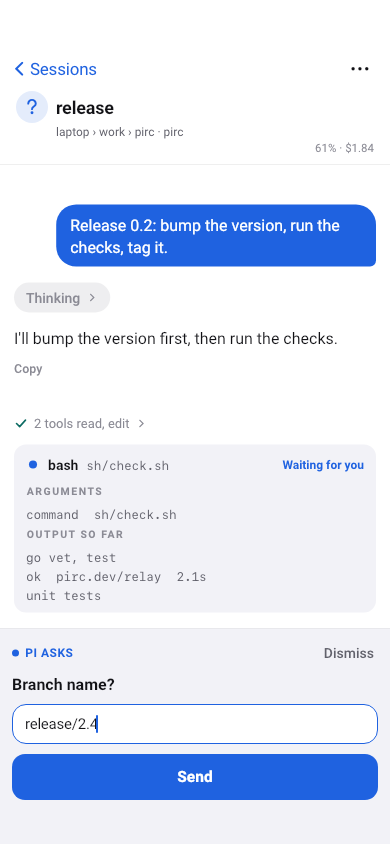 Sessions
?
release
laptop › work › pirc · pirc
61% · $1.84
Release 0.2: bump the version, run the
checks, tag it.
Thinking
I'll bump the version first, then run the checks.
Copy
2 tools read, edit
bash sh/check.sh
Waiting for you
ARGUMENTS
command sh/check.sh
OUTPUT SO FAR
go vet, test
ok pirc.dev/relay 2.1s
unit tests
PI ASKS
Dismiss
Branch name?
release/2.4
Send